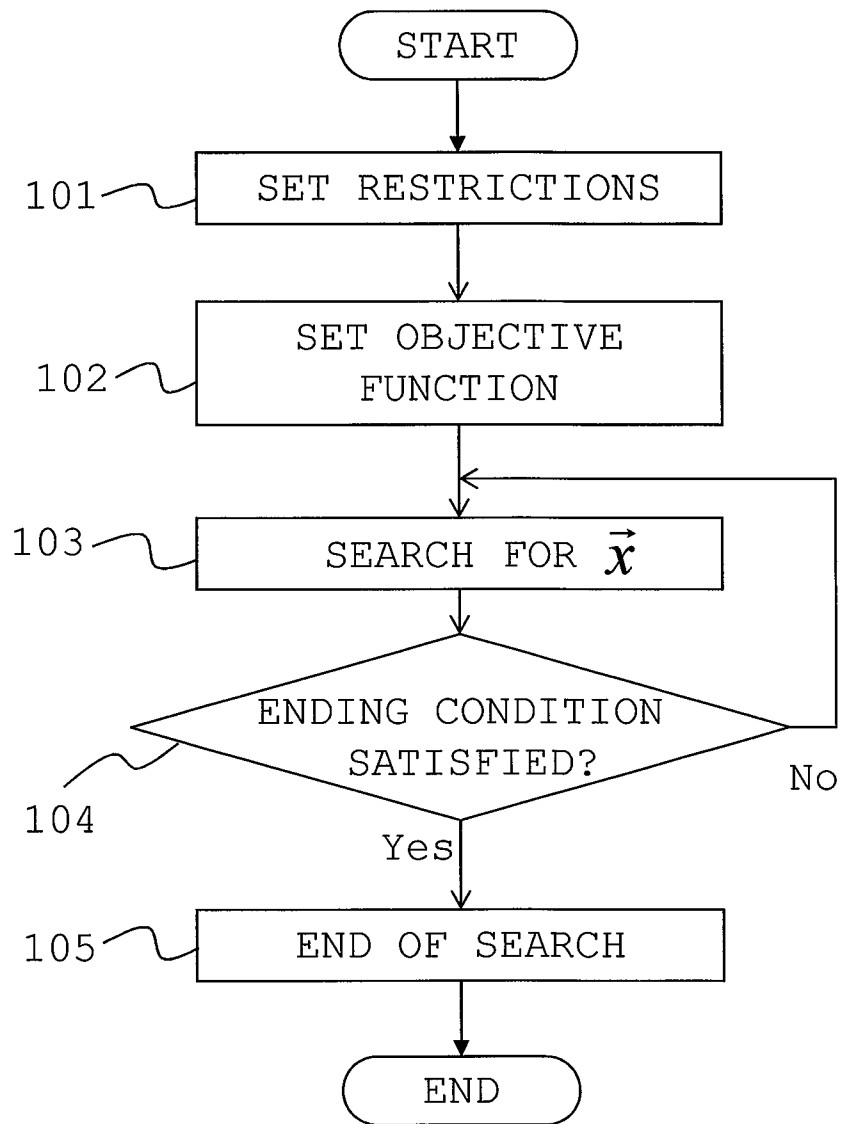 START
101
SET RESTRICTIONS
102
SET OBJECTIVE
FUNCTION
103
SEARCH FOR $\vec{x}$
104
ENDING CONDITION
SATISFIED?
No
Yes
105
END OF SEARCH
END